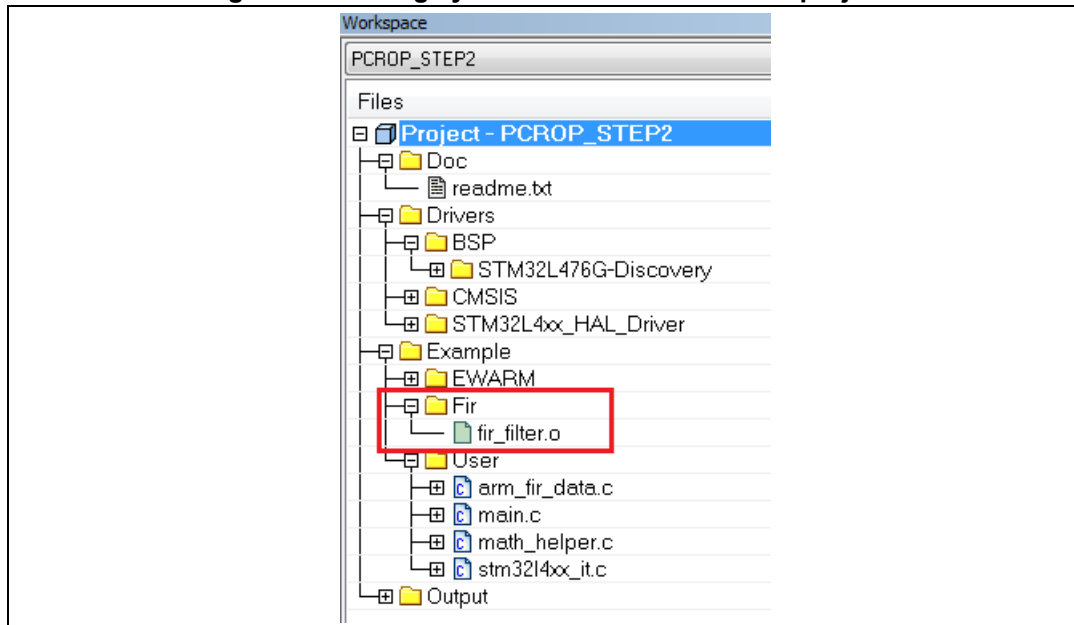 Workspace
PCROP_STEP2
Files
Project - PCROP_STEP2
Doc
readme.txt
Drivers
BSP
STM32L476G-Discovery
CMSIS
STM32L4xx_HAL_Driver
Example
EWARM
Fir
fir_filter.o
User
arm_fir_data.c
main.c
math_helper.c
stm32l4xx_it.c
Output